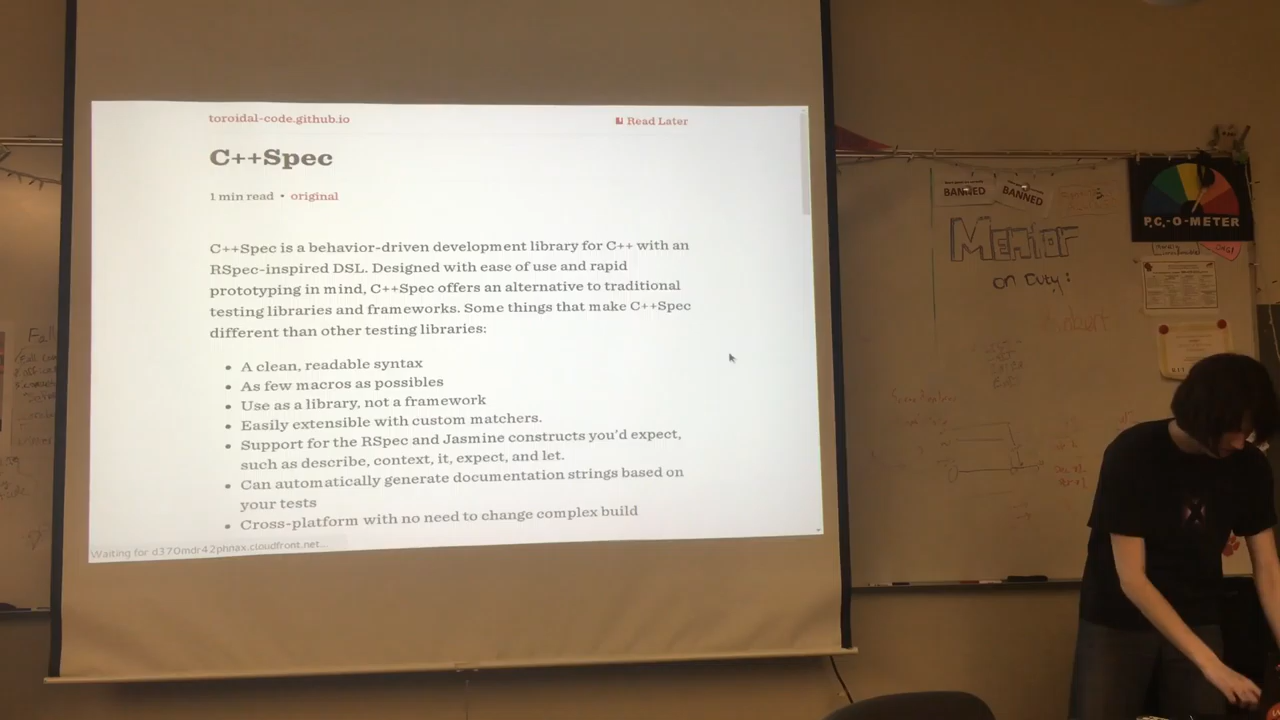 toroidal-code.github.io
Read Later
C++Spec
1 min read • original
C++Spec is a behavior-driven development library for C++ with an
RSpec-inspired DSL. Designed with ease of use and rapid
prototyping in mind, C++Spec offers an alternative to traditional
testing libraries and frameworks. Some things that make C++Spec
different than other testing libraries:
• A clean, readable syntax
• As few macros as possibles
• Use as a library, not a framework
• Easily extensible with custom matchers.
• Support for the RSpec and Jasmine constructs you'd expect,
such as describe, context, it, expect, and let.
• Can automatically generate documentation strings based on
your tests
• Cross-platform with no need to change complex build
Waiting for d370mdr42phnax.cloudfront.net...
BANNED
BANNED
P.C.-O-METER
Mentor
on Duty: